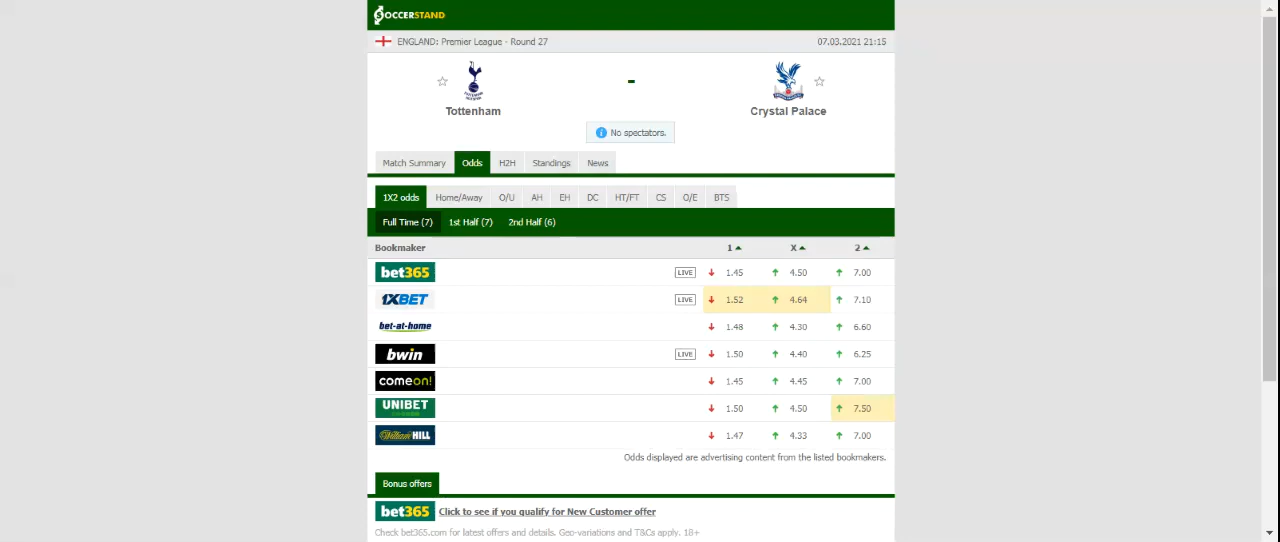 SOCCERSTAND
ENGLAND: Premier League - Round 27 07.03.2021 21:15
-
Tottenham Crystal Palace
i No spectators.
Match Summary Odds H2H Standings News
1X2 odds Home/Away O/U AH EH DC HT/FT CS O/E BTS
Full Time (7) 1st Half (7) 2nd Half (6)
Bookmaker 1 X 2
bet365 LIVE 1.45 4.50 7.00
1XBET LIVE 1.52 4.64 7.10
bet-at-home 1.48 4.30 6.60
bwin LIVE 1.50 4.40 6.25
comeon! 1.45 4.45 7.00
UNIBET 1.50 4.50 7.50
William HILL 1.47 4.33 7.00
Odds displayed are advertising content from the listed bookmakers.
Bonus offers
bet365 Click to see if you qualify for New Customer offer
Check bet365.com for latest offers and details. Geo-variations and T&Cs apply. 18+